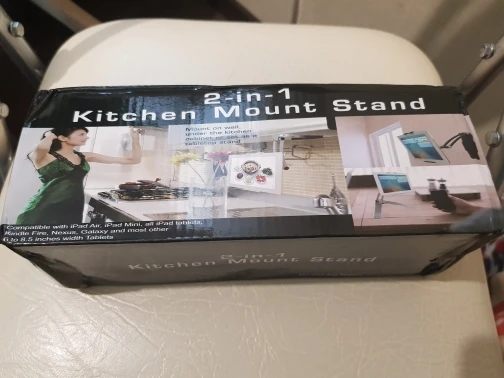 2-in-1
Kitchen Mount Stand
Mount on wall,
under the kitchen
cabinet or set as a
tabletop stand
Compatible with iPad Air, iPad Mini, all iPad tablets,
Kindle Fire, Nexus, Galaxy and most other
to 8.5 inches width Tablets
2-in-1
Kitchen Mount Stand